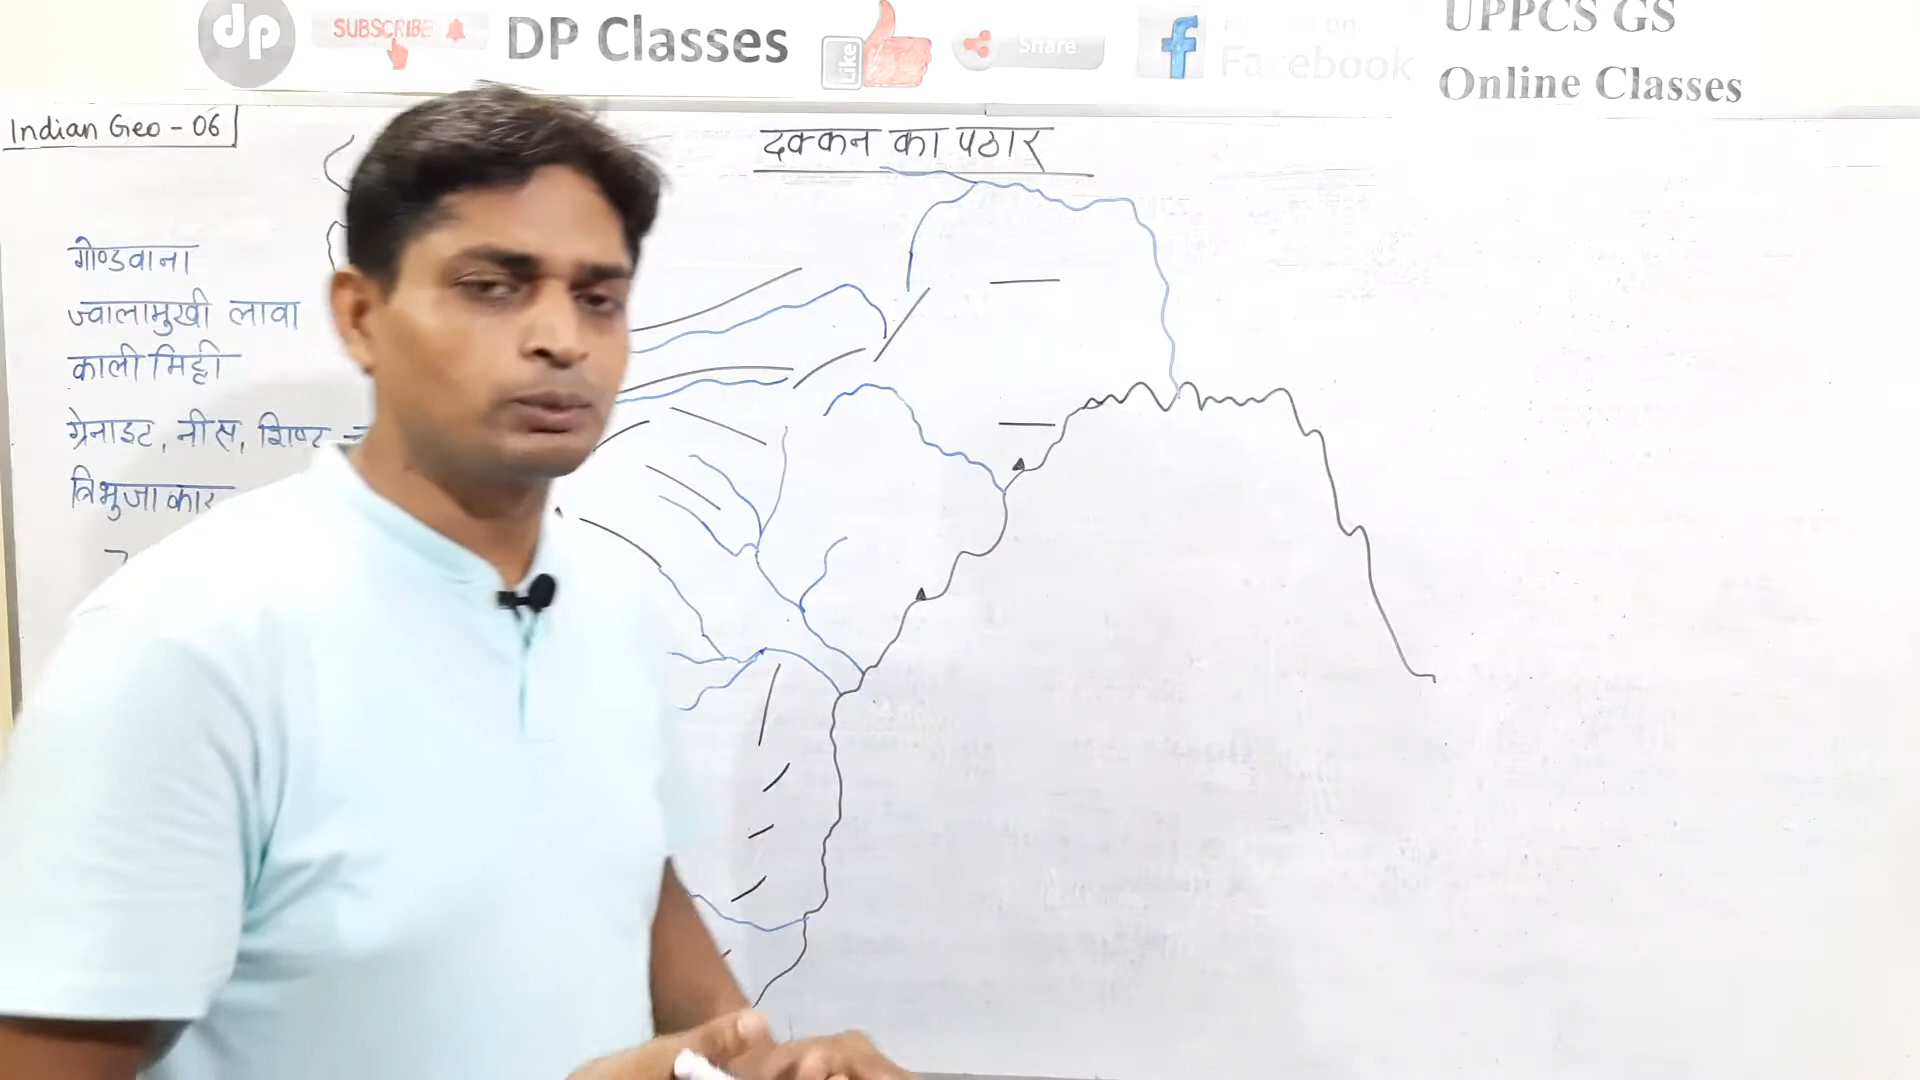 dp
SUBSCRIBE
DP Classes
Like
Share
Facebook
UPPCS GS
Online Classes
Indian Geo - 06
दक्कन का पठार
गोण्डवाना
ज्वालामुखी लावा
काली मिट्टी
ग्रेनाइट, नीस, शिष्ट
त्रिभुजाकार